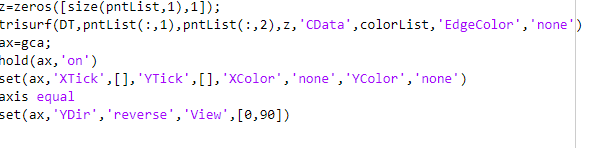 z=zeros([size(pntList,1),1]);
trisurf(DT,pntList(:,1),pntList(:,2),z,'CData',colorList,'EdgeColor','none')
ax=gca;
hold(ax,'on')
set(ax,'XTick',[],'YTick',[],'XColor','none','YColor','none')
axis equal
set(ax,'YDir','reverse','View',[0,90])